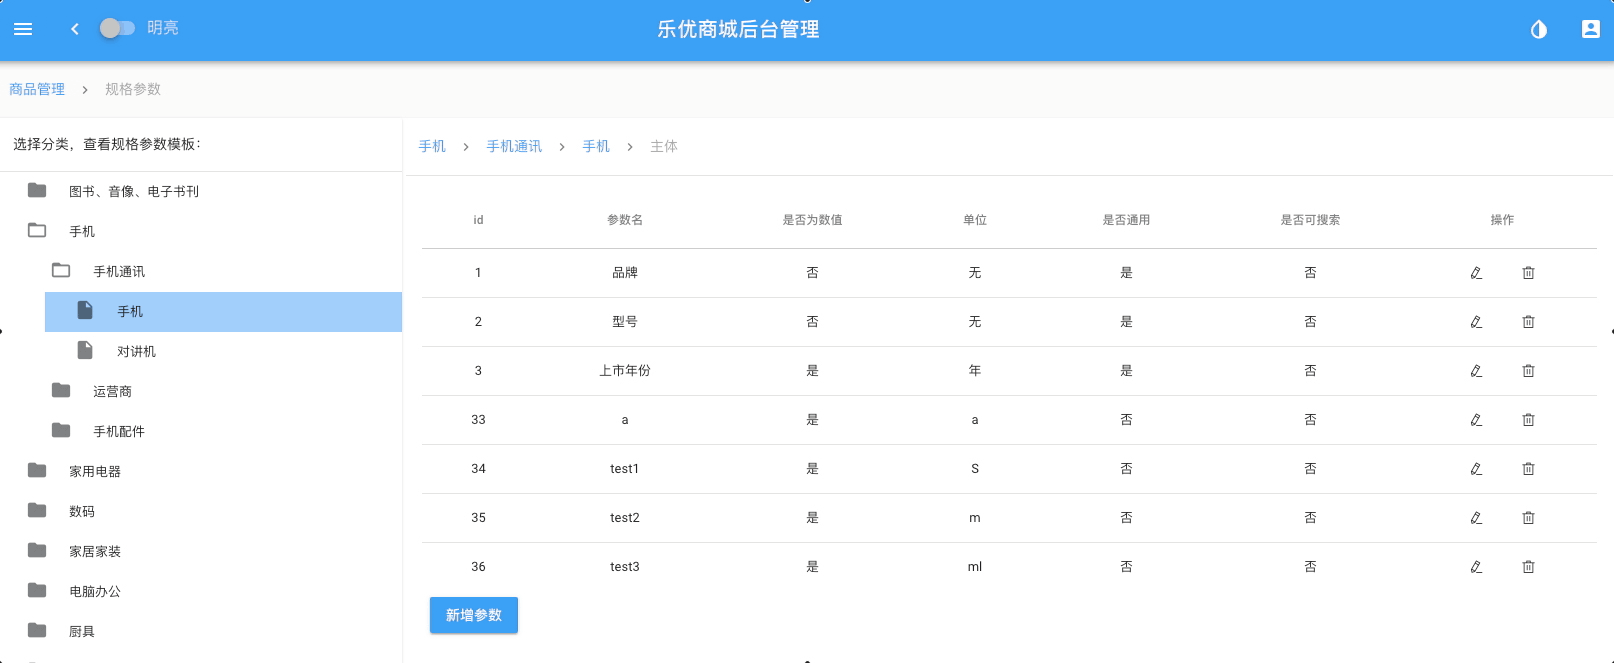 明亮 乐优商城后台管理
商品管理 规格参数
选择分类，查看规格参数模板：
图书、音像、电子书刊
手机
手机通讯
手机
对讲机
运营商
手机配件
家用电器
数码
家居家装
电脑办公
厨具
手机 手机通讯 手机 主体
id 参数名 是否为数值 单位 是否通用 是否可搜索 操作
1 品牌 否 无 是 否
2 型号 否 无 是 否
3 上市年份 是 年 是 否
33 a 是 a 否 否
34 test1 是 S 否 否
35 test2 是 m 否 否
36 test3 是 ml 否 否
新增参数